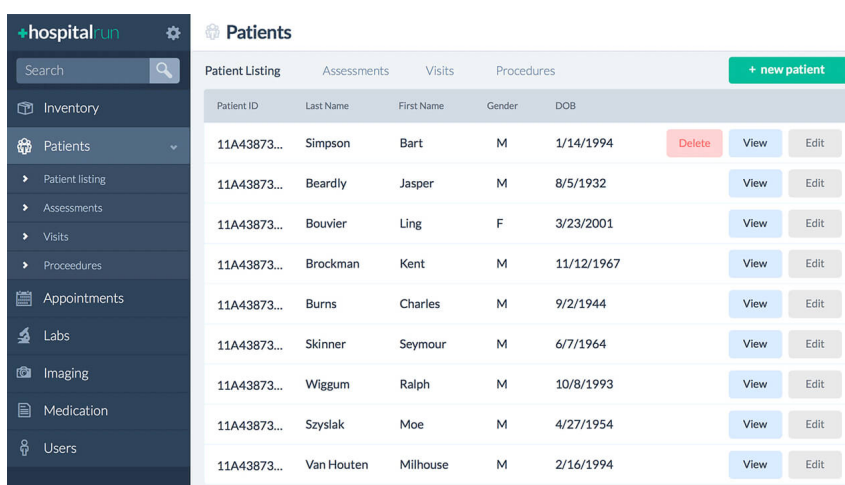 +hospitalrun
Search
Inventory
Patients
Patient listing
Assessments
Visits
Proceedures
Appointments
Labs
Imaging
Medication
Users
Patients
Patient Listing Assessments Visits Procedures + new patient
Patient ID Last Name First Name Gender DOB
11A43873... Simpson Bart M 1/14/1994 Delete View Edit
11A43873... Beardly Jasper M 8/5/1932 View Edit
11A43873... Bouvier Ling F 3/23/2001 View Edit
11A43873... Brockman Kent M 11/12/1967 View Edit
11A43873... Burns Charles M 9/2/1944 View Edit
11A43873... Skinner Seymour M 6/7/1964 View Edit
11A43873... Wiggum Ralph M 10/8/1993 View Edit
11A43873... Szyslak Moe M 4/27/1954 View Edit
11A43873... Van Houten Milhouse M 2/16/1994 View Edit